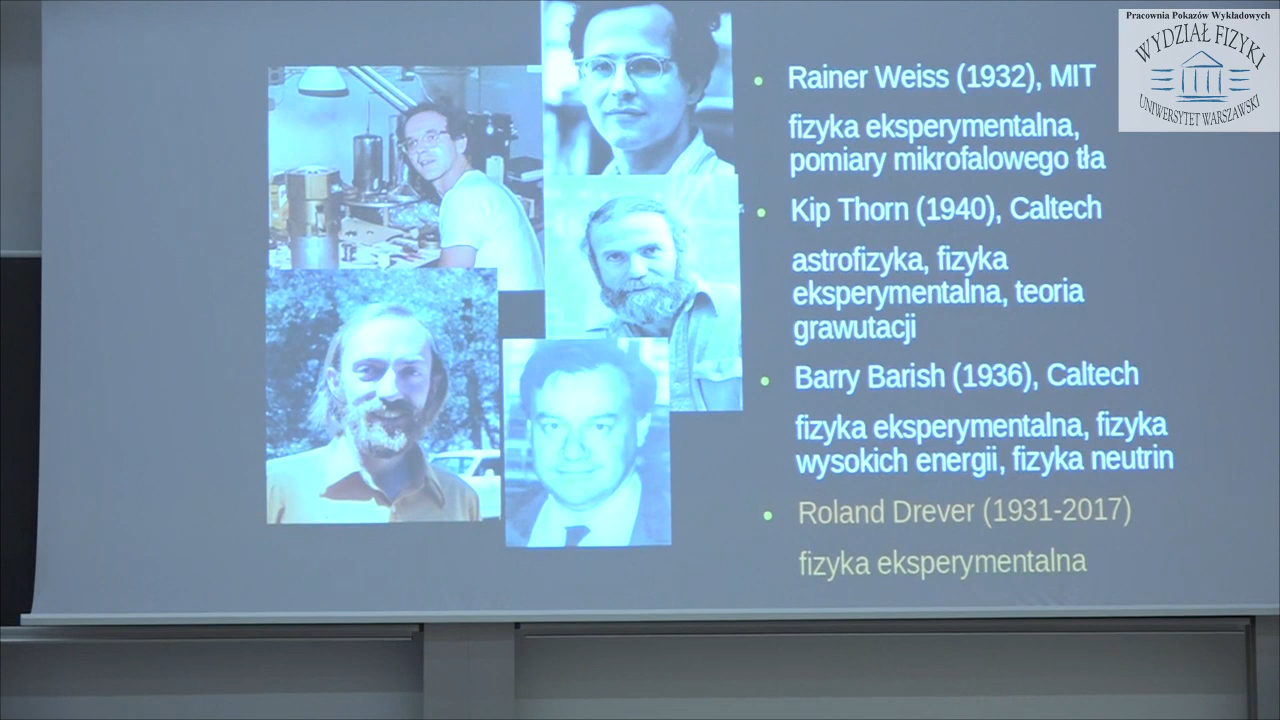 Pracownia Pokazów Wykładowych
WYDZIAŁ FIZYKI
UNIWERSYTET WARSZAWSKI
Rainer Weiss (1932), MIT
fizyka eksperymentalna,
pomiary mikrofalowego tła
Kip Thorn (1940), Caltech
astrofizyka, fizyka
eksperymentalna, teoria
grawutacji
Barry Barish (1936), Caltech
fizyka eksperymentalna, fizyka
wysokich energii, fizyka neutrin
Roland Drever (1931-2017)
fizyka eksperymentalna